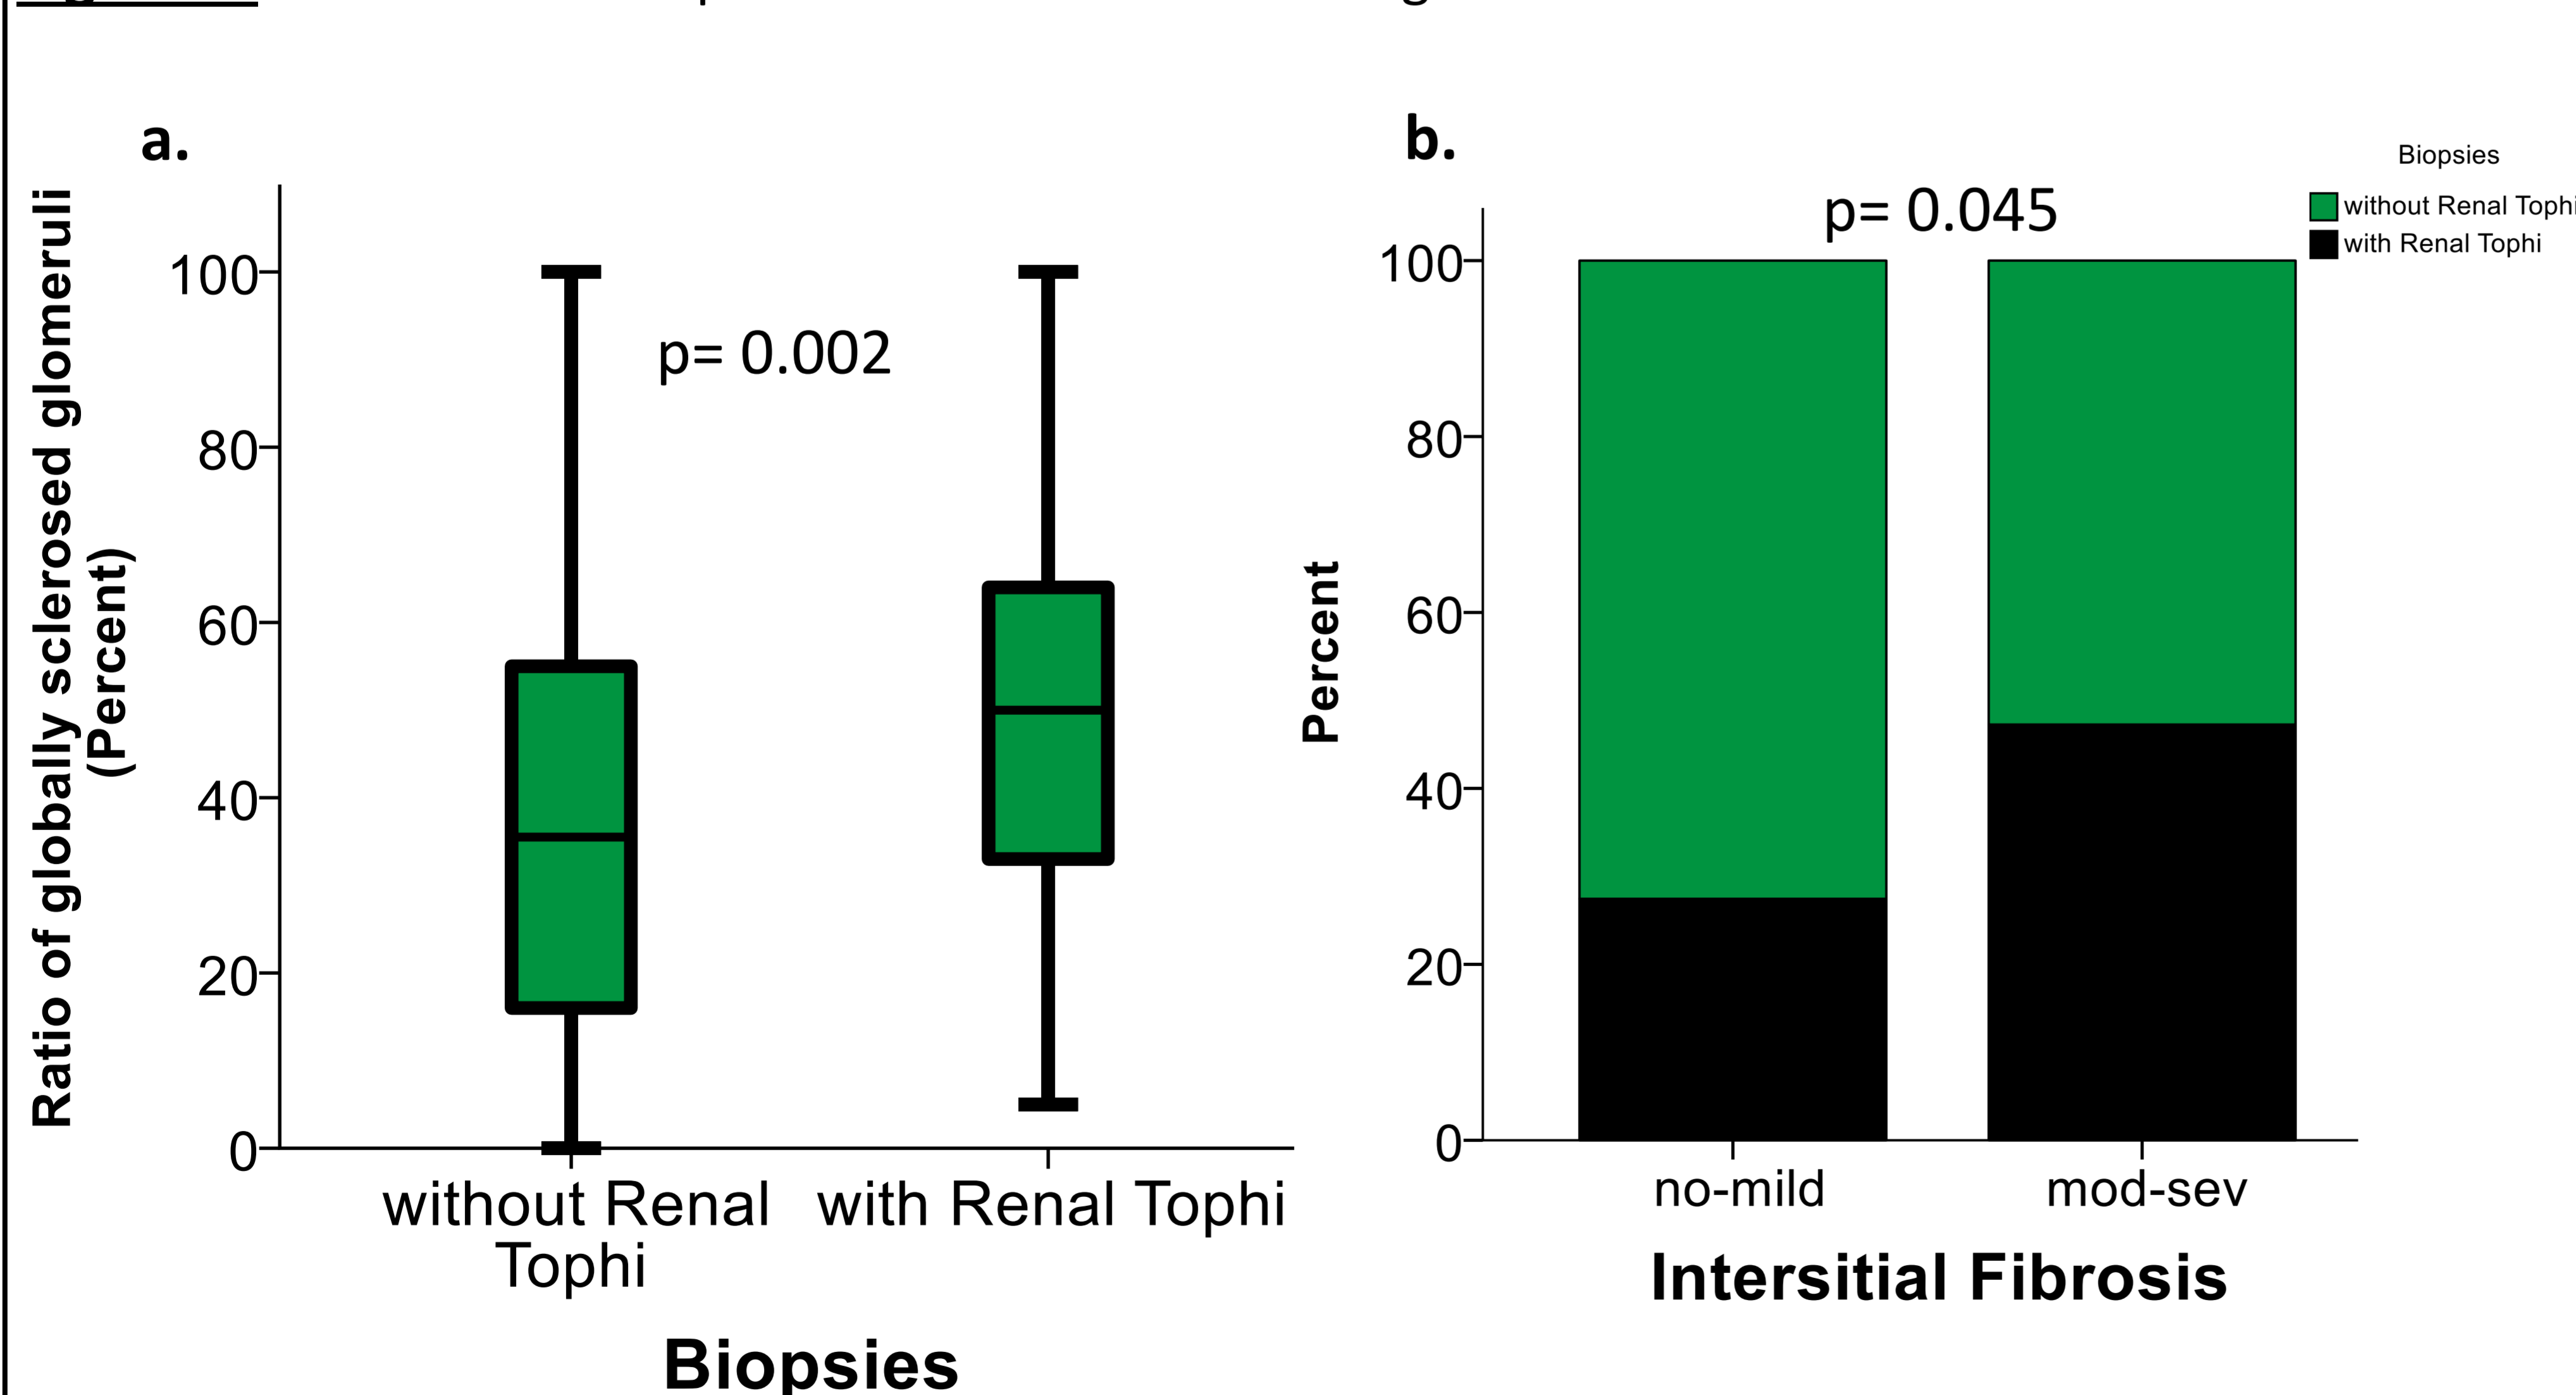 a.
Ratio of globally sclerosed glomeruli
(Percent)
100
80
60
40
20
0
p= 0.002
without Renal
Tophi
with Renal Tophi
Biopsies
b.
p= 0.045
Biopsies
without Renal Tophi
with Renal Tophi
Percent
100
80
60
40
20
0
no-mild
mod-sev
Intersitial Fibrosis